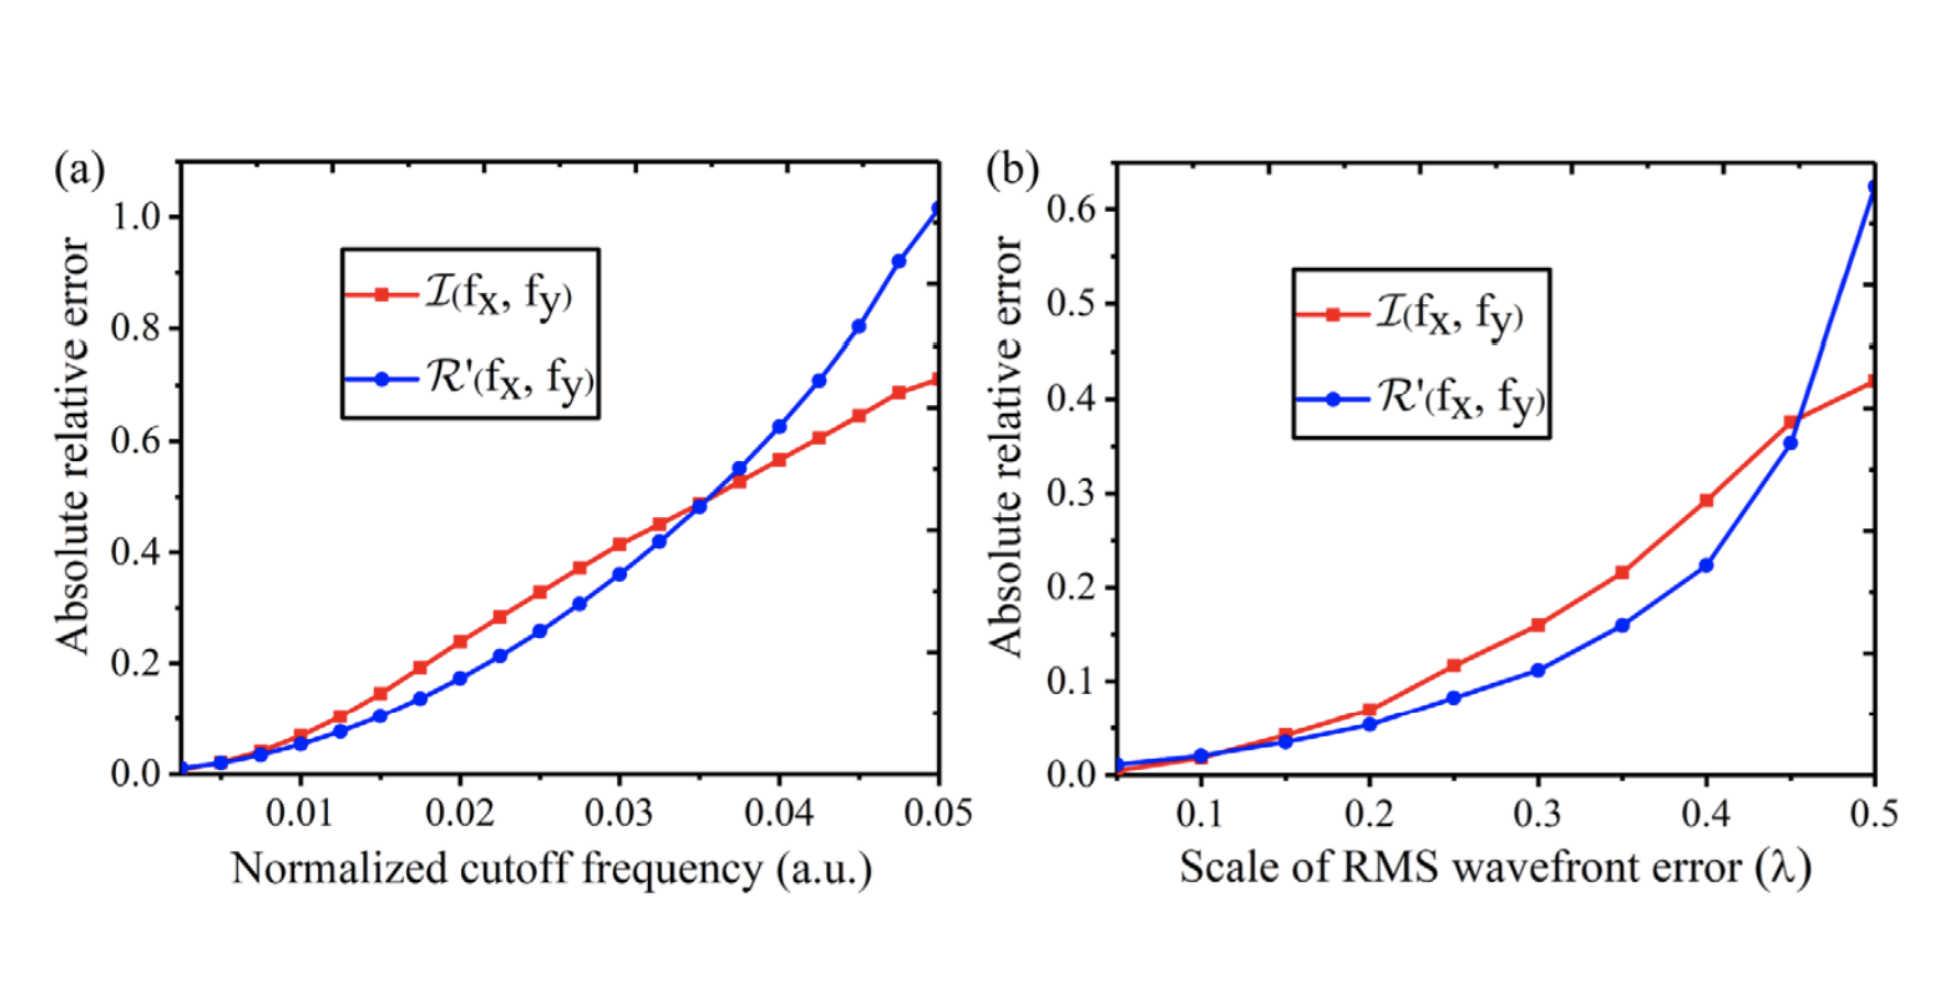 (a)
Absolute relative error
1.0
0.8
0.6
0.4
0.2
0.0
ℐ(fx, fy)
ℛ'(fx, fy)
0.01 0.02 0.03 0.04 0.05
Normalized cutoff frequency (a.u.)
(b)
Absolute relative error
0.6
0.5
0.4
0.3
0.2
0.1
0.0
ℐ(fx, fy)
ℛ'(fx, fy)
0.1 0.2 0.3 0.4 0.5
Scale of RMS wavefront error (λ)